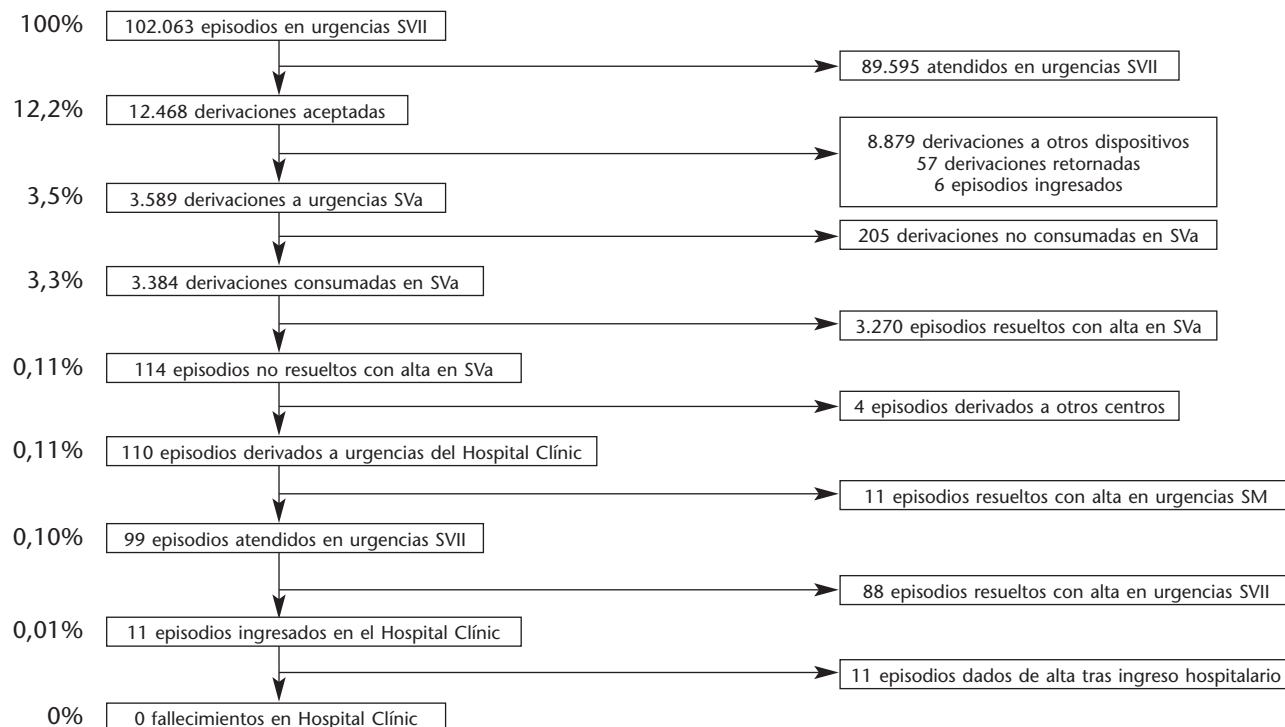 100%
102.063 episodios en urgencias SVII
89.595 atendidos en urgencias SVII
12,2%
12.468 derivaciones aceptadas
8.879 derivaciones a otros dispositivos
57 derivaciones retornadas
6 episodios ingresados
3,5%
3.589 derivaciones a urgencias SVa
205 derivaciones no consumadas en SVa
3,3%
3.384 derivaciones consumadas en SVa
3.270 episodios resueltos con alta en SVa
0,11%
114 episodios no resueltos con alta en SVa
4 episodios derivados a otros centros
0,11%
110 episodios derivados a urgencias del Hospital Clínic
11 episodios resueltos con alta en urgencias SM
0,10%
99 episodios atendidos en urgencias SVII
88 episodios resueltos con alta en urgencias SVII
0,01%
11 episodios ingresados en el Hospital Clínic
11 episodios dados de alta tras ingreso hospitalario
0%
0 fallecimientos en Hospital Clínic